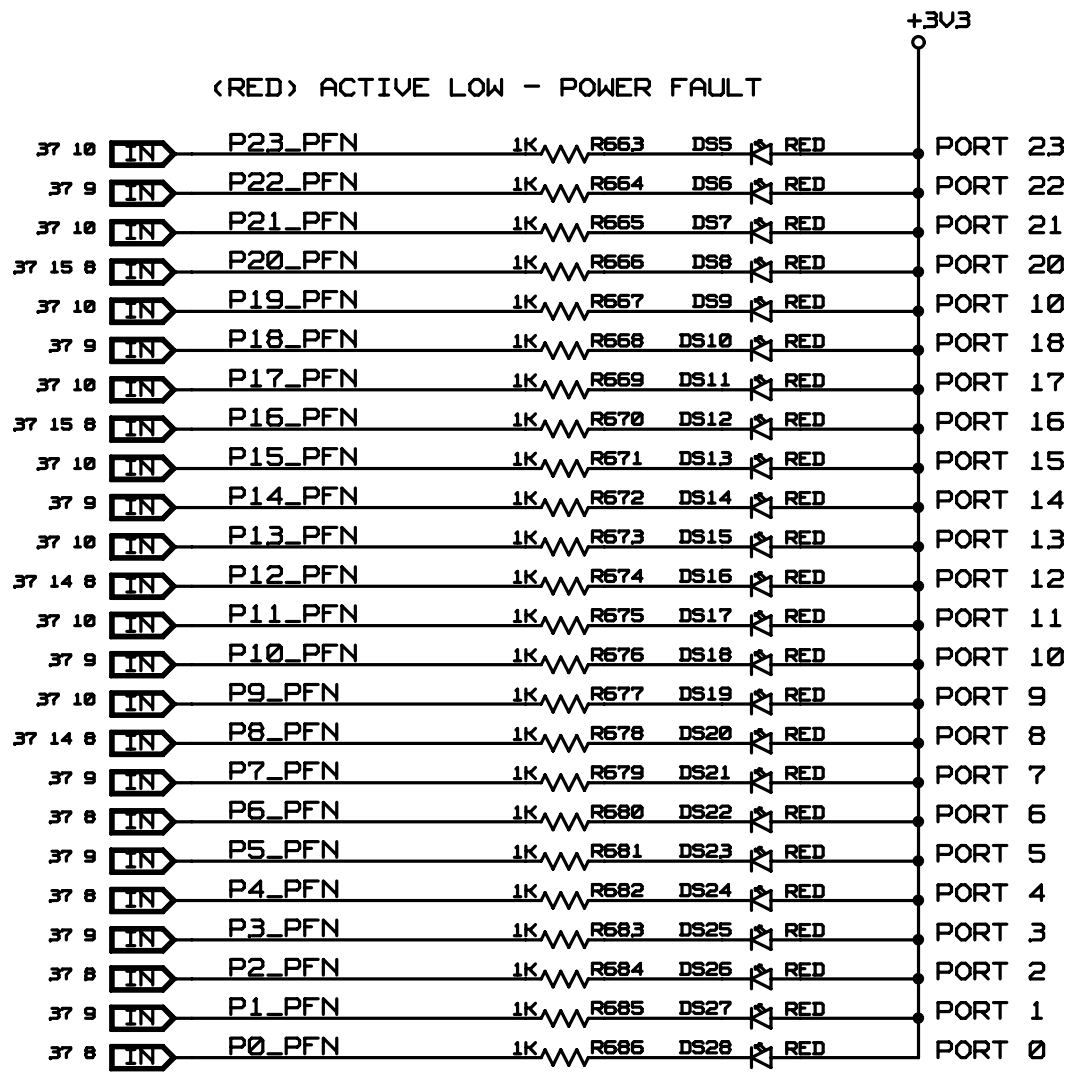 +3V3
(RED) ACTIVE LOW - POWER FAULT
37 10 IN P23_PFN 1K R663 DS5 RED PORT 23
37 9 IN P22_PFN 1K R664 DS6 RED PORT 22
37 10 IN P21_PFN 1K R665 DS7 RED PORT 21
37 15 8 IN P20_PFN 1K R666 DS8 RED PORT 20
37 10 IN P19_PFN 1K R667 DS9 RED PORT 10
37 9 IN P18_PFN 1K R668 DS10 RED PORT 18
37 10 IN P17_PFN 1K R669 DS11 RED PORT 17
37 15 8 IN P16_PFN 1K R670 DS12 RED PORT 16
37 10 IN P15_PFN 1K R671 DS13 RED PORT 15
37 9 IN P14_PFN 1K R672 DS14 RED PORT 14
37 10 IN P13_PFN 1K R673 DS15 RED PORT 13
37 14 8 IN P12_PFN 1K R674 DS16 RED PORT 12
37 10 IN P11_PFN 1K R675 DS17 RED PORT 11
37 9 IN P10_PFN 1K R676 DS18 RED PORT 10
37 10 IN P9_PFN 1K R677 DS19 RED PORT 9
37 14 8 IN P8_PFN 1K R678 DS20 RED PORT 8
37 9 IN P7_PFN 1K R679 DS21 RED PORT 7
37 8 IN P6_PFN 1K R680 DS22 RED PORT 6
37 9 IN P5_PFN 1K R681 DS23 RED PORT 5
37 8 IN P4_PFN 1K R682 DS24 RED PORT 4
37 9 IN P3_PFN 1K R683 DS25 RED PORT 3
37 8 IN P2_PFN 1K R684 DS26 RED PORT 2
37 9 IN P1_PFN 1K R685 DS27 RED PORT 1
37 8 IN P0_PFN 1K R686 DS28 RED PORT 0